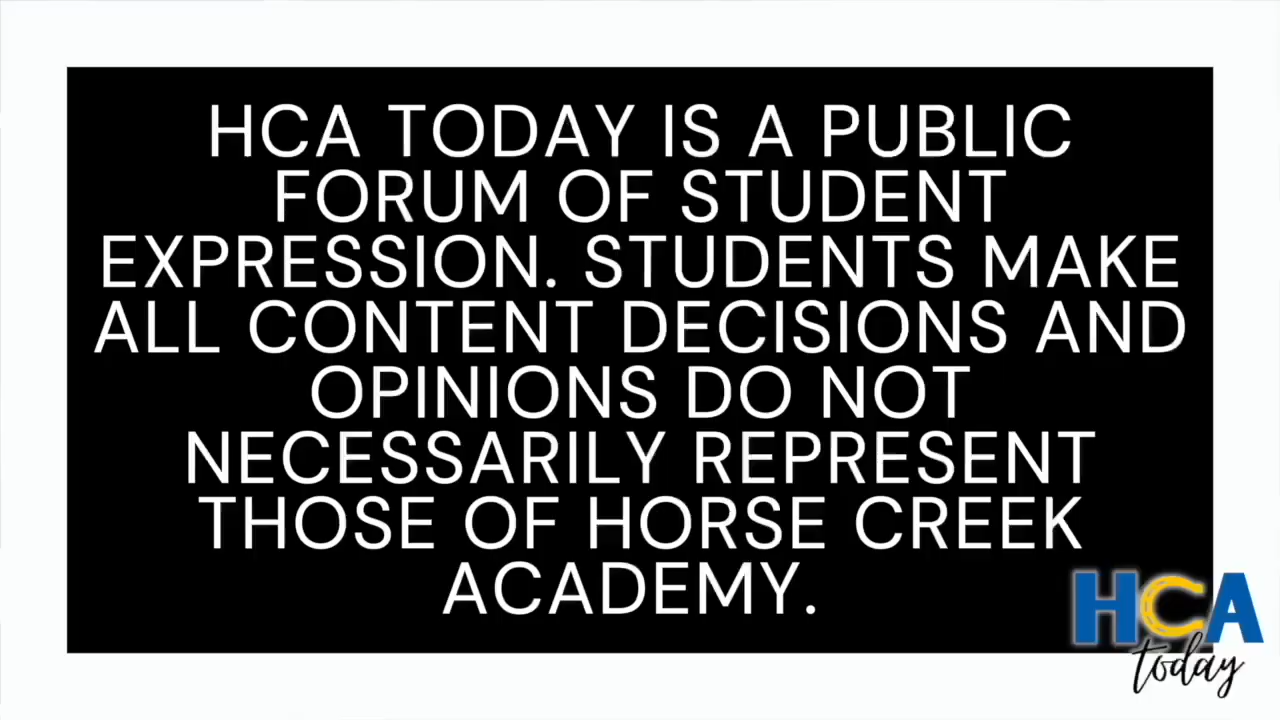 HCA TODAY IS A PUBLIC
FORUM OF STUDENT
EXPRESSION. STUDENTS MAKE
ALL CONTENT DECISIONS AND
OPINIONS DO NOT
NECESSARILY REPRESENT
THOSE OF HORSE CREEK
ACADEMY.
HCA
today